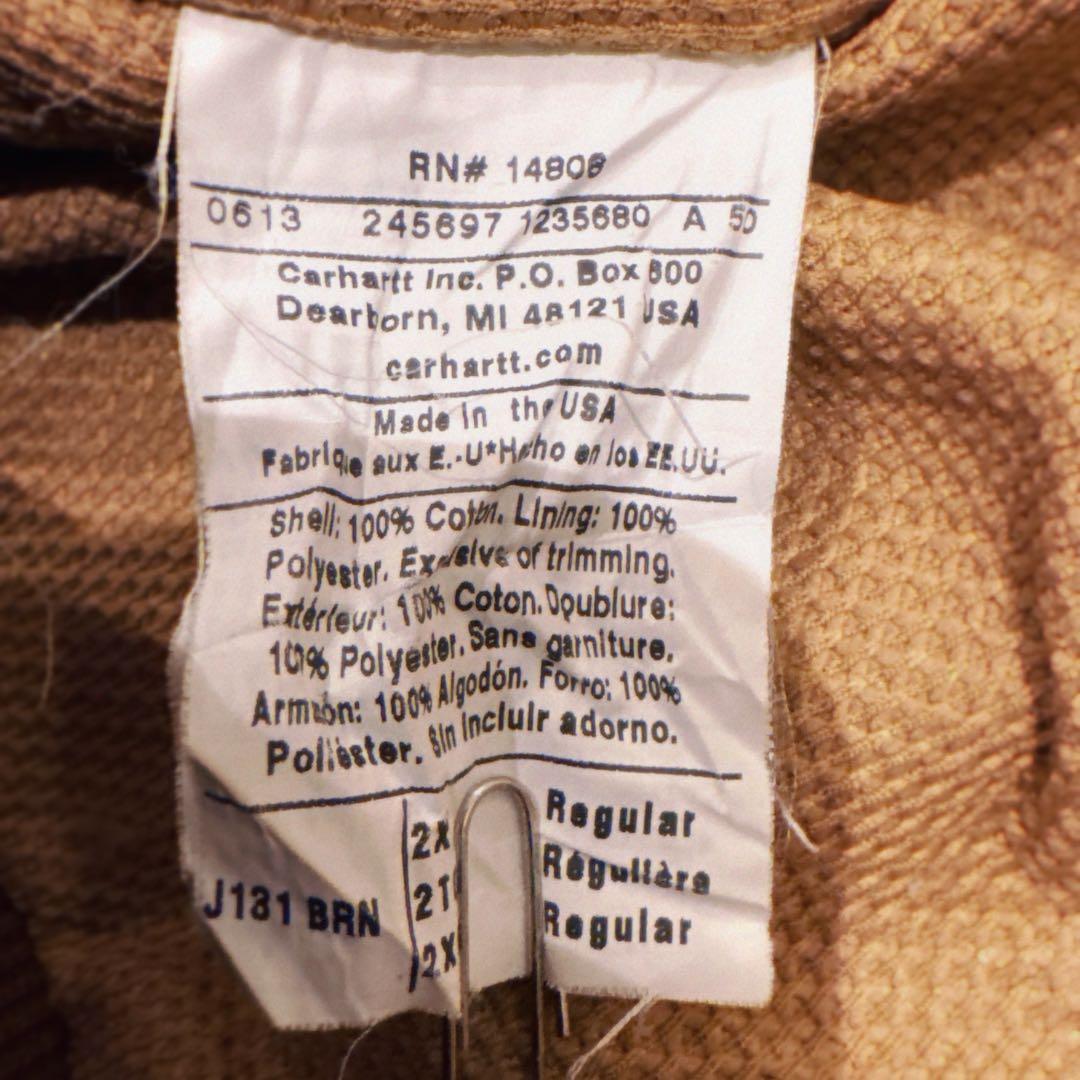 RN# 14806
0613 245697 1235680 A 50
Carhartt Inc. P.O. Box 600
Dearborn, MI 48121 USA
carhartt.com
Made in the USA
Fabrique aux E.-U*Hecho en los EE.UU.
Shell: 100% Cotton. Lining: 100%
Polyester. Exclusive of trimming.
Extérieur: 100% Coton. Doublure:
100% Polyester. Sans garniture.
Armazón: 100% Algodón. Forro: 100%
Poliéster. Sin incluir adorno.
J131 BRN
2X Regular
Régulière
2X Regular